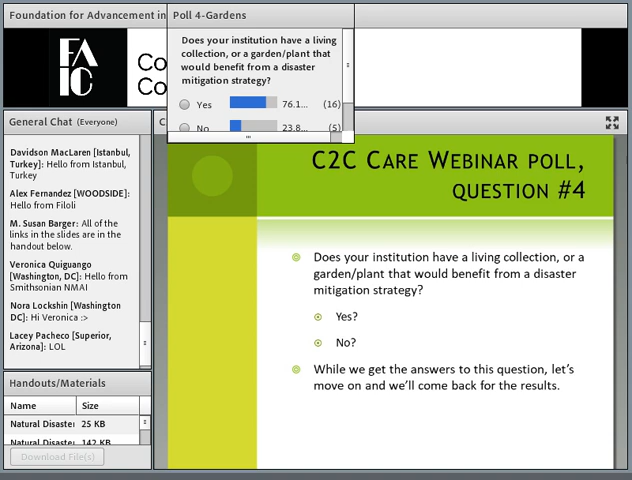 Foundation for Advancement in
Poll 4-Gardens
Does your institution have a living
collection, or a garden/plant that
would benefit from a disaster
mitigation strategy?
Yes 76.1... (16)
No 23.8... (5)
FA
IC
Co
Co
General Chat (Everyone)
Davidson MacLaren [Istanbul,
Turkey]: Hello from Istanbul,
Turkey
Alex Fernandez [WOODSIDE]:
Hello from Filoli
M. Susan Barger: All of the
links in the slides are in the
handout below.
Veronica Quiguango
[Washington, DC]: Hello from
Smithsonian NMAI
Nora Lockshin [Washington
DC]: Hi Veronica :>
Lacey Pacheco [Superior,
Arizona]: LOL
Handouts/Materials
Name Size
Natural Disaste 25 KB
Natural Disaste 142 KB
Download File(s)
C
C2C CARE WEBINAR POLL,
QUESTION #4
Does your institution have a living collection, or a
garden/plant that would benefit from a disaster
mitigation strategy?
Yes?
No?
While we get the answers to this question, let's
move on and we'll come back for the results.